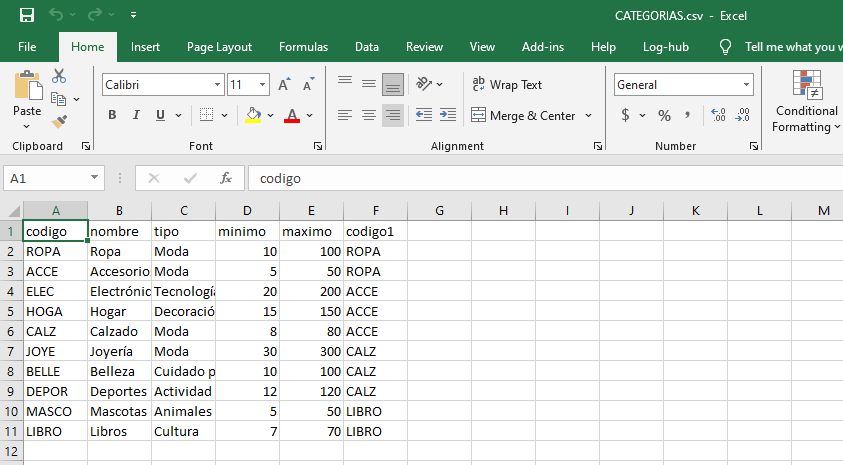 CATEGORIAS.csv - Excel
File Home Insert Page Layout Formulas Data Review View Add-ins Help Log-hub Tell me what you w
Paste
Calibri 11 A A
B I U A
ab Wrap Text
Merge & Center
General
$ % ,
Conditional
Formatting
Clipboard Font Alignment Number
A1 fx codigo
A B C D E F G H I J K L M
1 codigo nombre tipo minimo maximo codigo1
2 ROPA Ropa Moda 10 100 ROPA
3 ACCE Accesorio Moda 5 50 ROPA
4 ELEC Electrónic Tecnología 20 200 ACCE
5 HOGA Hogar Decoració 15 150 ACCE
6 CALZ Calzado Moda 8 80 ACCE
7 JOYE Joyería Moda 30 300 CALZ
8 BELLE Belleza Cuidado p 10 100 CALZ
9 DEPOR Deportes Actividad 12 120 CALZ
10 MASCO Mascotas Animales 5 50 LIBRO
11 LIBRO Libros Cultura 7 70 LIBRO
12